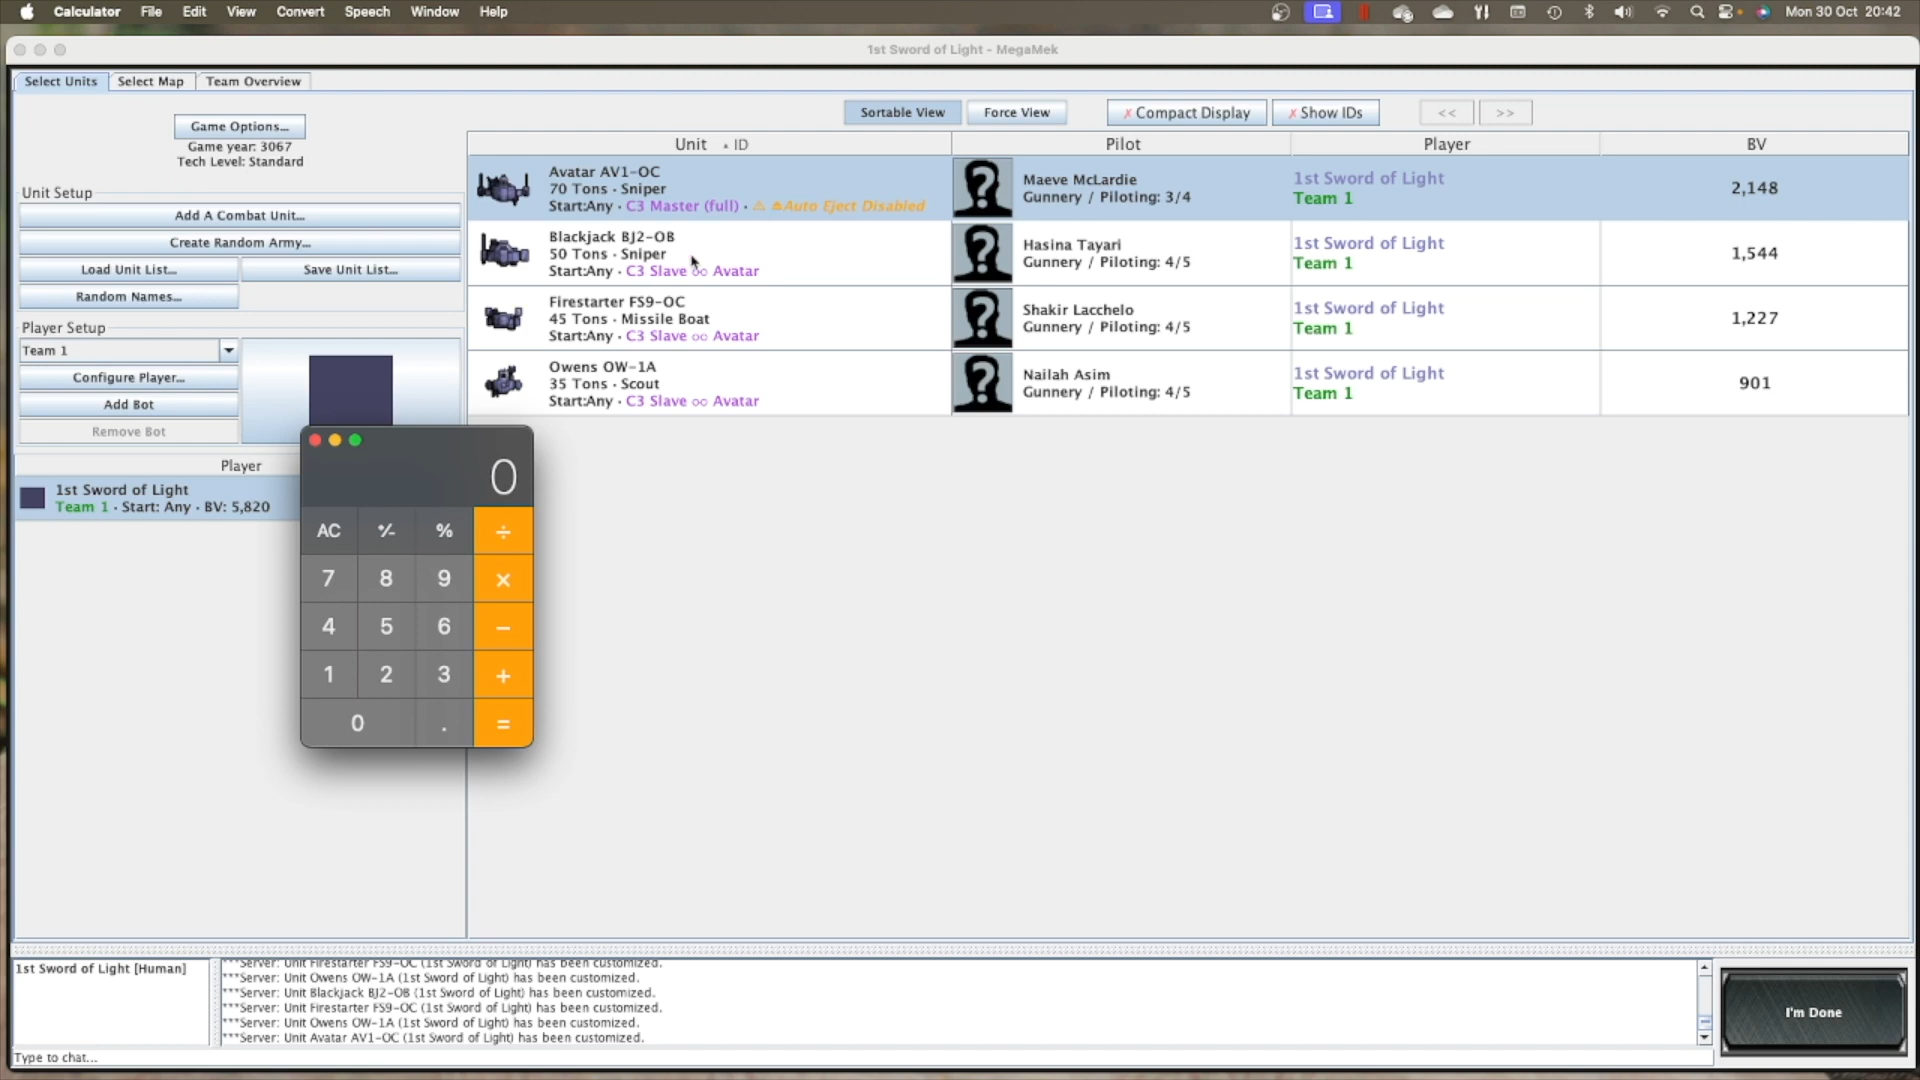 Calculator File Edit View Convert Speech Window Help
Mon 30 Oct 20:42
1st Sword of Light - MegaMek
Select Units Select Map Team Overview
Sortable View Force View ✗Compact Display ✗Show IDs << >>
Game Options...
Game year: 3067
Tech Level: Standard
Unit Setup
Add A Combat Unit...
Create Random Army...
Load Unit List... Save Unit List...
Random Names...
Player Setup
Team 1
Configure Player...
Add Bot
Remove Bot
Player
1st Sword of Light
Team 1 · Start: Any · BV: 5,820
Unit ▴ ID Pilot Player BV
Avatar AV1-OC
70 Tons · Sniper
Start:Any · C3 Master (full) · ⚠ ⏏Auto Eject Disabled
Maeve McLardie
Gunnery / Piloting: 3/4
1st Sword of Light
Team 1
2,148
Blackjack BJ2-OB
50 Tons · Sniper
Start:Any · C3 Slave ∞ Avatar
Hasina Tayari
Gunnery / Piloting: 4/5
1st Sword of Light
Team 1
1,544
Firestarter FS9-OC
45 Tons · Missile Boat
Start:Any · C3 Slave ∞ Avatar
Shakir Lacchelo
Gunnery / Piloting: 4/5
1st Sword of Light
Team 1
1,227
Owens OW-1A
35 Tons · Scout
Start:Any · C3 Slave ∞ Avatar
Nailah Asim
Gunnery / Piloting: 4/5
1st Sword of Light
Team 1
901
0
AC ⁺∕₋ % ÷
7 8 9 ×
4 5 6 −
1 2 3 +
0 . =
1st Sword of Light [Human]
***Server: Unit Firestarter FS9-OC (1st Sword of Light) has been customized.
***Server: Unit Owens OW-1A (1st Sword of Light) has been customized.
***Server: Unit Blackjack BJ2-OB (1st Sword of Light) has been customized.
***Server: Unit Firestarter FS9-OC (1st Sword of Light) has been customized.
***Server: Unit Owens OW-1A (1st Sword of Light) has been customized.
***Server: Unit Avatar AV1-OC (1st Sword of Light) has been customized.
Type to chat...
I'm Done